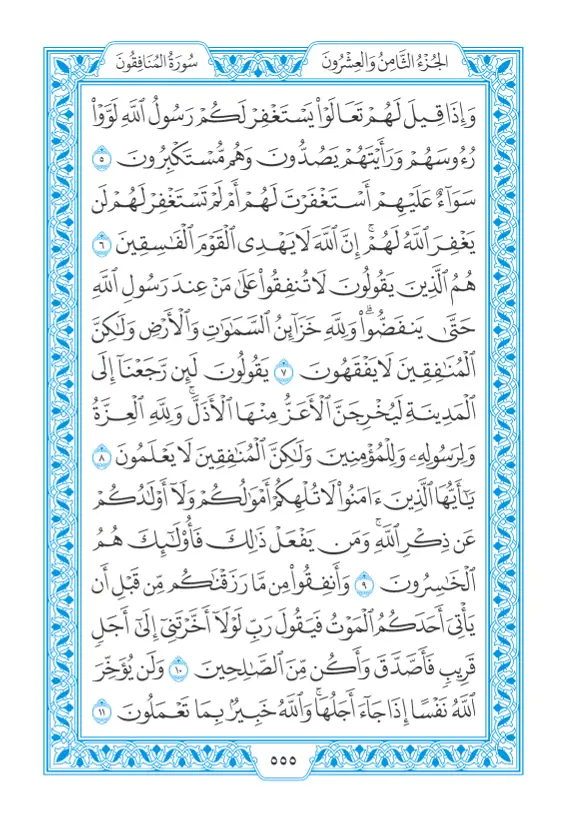 الجُزْءُ الثَّامِنُ وَالعِشْرُونَ
سُورَةُ المُنَافِقُونَ
وَإِذَا قِيلَ لَهُمْ تَعَالَوْا۟ يَسْتَغْفِرْ لَكُمْ رَسُولُ ٱللَّهِ لَوَّوْا۟
رُءُوسَهُمْ وَرَأَيْتَهُمْ يَصُدُّونَ وَهُم مُّسْتَكْبِرُونَ ٥
سَوَآءٌ عَلَيْهِمْ أَسْتَغْفَرْتَ لَهُمْ أَمْ لَمْ تَسْتَغْفِرْ لَهُمْ لَن
يَغْفِرَ ٱللَّهُ لَهُمْ ۚ إِنَّ ٱللَّهَ لَا يَهْدِى ٱلْقَوْمَ ٱلْفَـٰسِقِينَ ٦
هُمُ ٱلَّذِينَ يَقُولُونَ لَا تُنفِقُوا۟ عَلَىٰ مَنْ عِندَ رَسُولِ ٱللَّهِ
حَتَّىٰ يَنفَضُّوا۟ ۗ وَلِلَّهِ خَزَآئِنُ ٱلسَّمَـٰوَٰتِ وَٱلْأَرْضِ وَلَـٰكِنَّ
ٱلْمُنَـٰفِقِينَ لَا يَفْقَهُونَ ٧ يَقُولُونَ لَئِن رَّجَعْنَآ إِلَى
ٱلْمَدِينَةِ لَيُخْرِجَنَّ ٱلْأَعَزُّ مِنْهَا ٱلْأَذَلَّ ۚ وَلِلَّهِ ٱلْعِزَّةُ
وَلِرَسُولِهِۦ وَلِلْمُؤْمِنِينَ وَلَـٰكِنَّ ٱلْمُنَـٰفِقِينَ لَا يَعْلَمُونَ ٨
يَـٰٓأَيُّهَا ٱلَّذِينَ ءَامَنُوا۟ لَا تُلْهِكُمْ أَمْوَٰلُكُمْ وَلَآ أَوْلَـٰدُكُمْ
عَن ذِكْرِ ٱللَّهِ ۚ وَمَن يَفْعَلْ ذَٰلِكَ فَأُو۟لَـٰٓئِكَ هُمُ
ٱلْخَـٰسِرُونَ ٩ وَأَنفِقُوا۟ مِن مَّا رَزَقْنَـٰكُم مِّن قَبْلِ أَن
يَأْتِىَ أَحَدَكُمُ ٱلْمَوْتُ فَيَقُولَ رَبِّ لَوْلَآ أَخَّرْتَنِىٓ إِلَىٰٓ أَجَلٍ
قَرِيبٍ فَأَصَّدَّقَ وَأَكُن مِّنَ ٱلصَّـٰلِحِينَ ١٠ وَلَن يُؤَخِّرَ
ٱللَّهُ نَفْسًا إِذَا جَآءَ أَجَلُهَا ۚ وَٱللَّهُ خَبِيرٌۢ بِمَا تَعْمَلُونَ ١١
٥٥٥